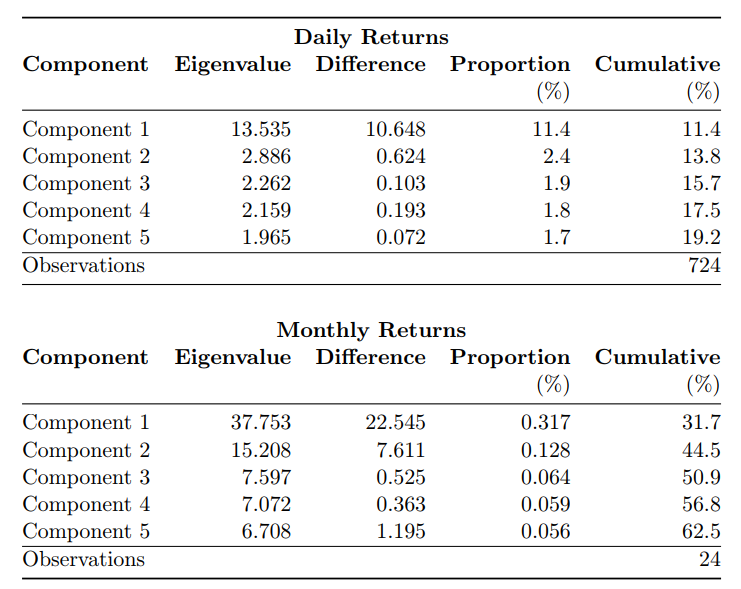 Daily Returns
Component Eigenvalue Difference Proportion Cumulative
(%) (%)
Component 1 13.535 10.648 11.4 11.4
Component 2 2.886 0.624 2.4 13.8
Component 3 2.262 0.103 1.9 15.7
Component 4 2.159 0.193 1.8 17.5
Component 5 1.965 0.072 1.7 19.2
Observations 724
Monthly Returns
Component Eigenvalue Difference Proportion Cumulative
(%) (%)
Component 1 37.753 22.545 0.317 31.7
Component 2 15.208 7.611 0.128 44.5
Component 3 7.597 0.525 0.064 50.9
Component 4 7.072 0.363 0.059 56.8
Component 5 6.708 1.195 0.056 62.5
Observations 24